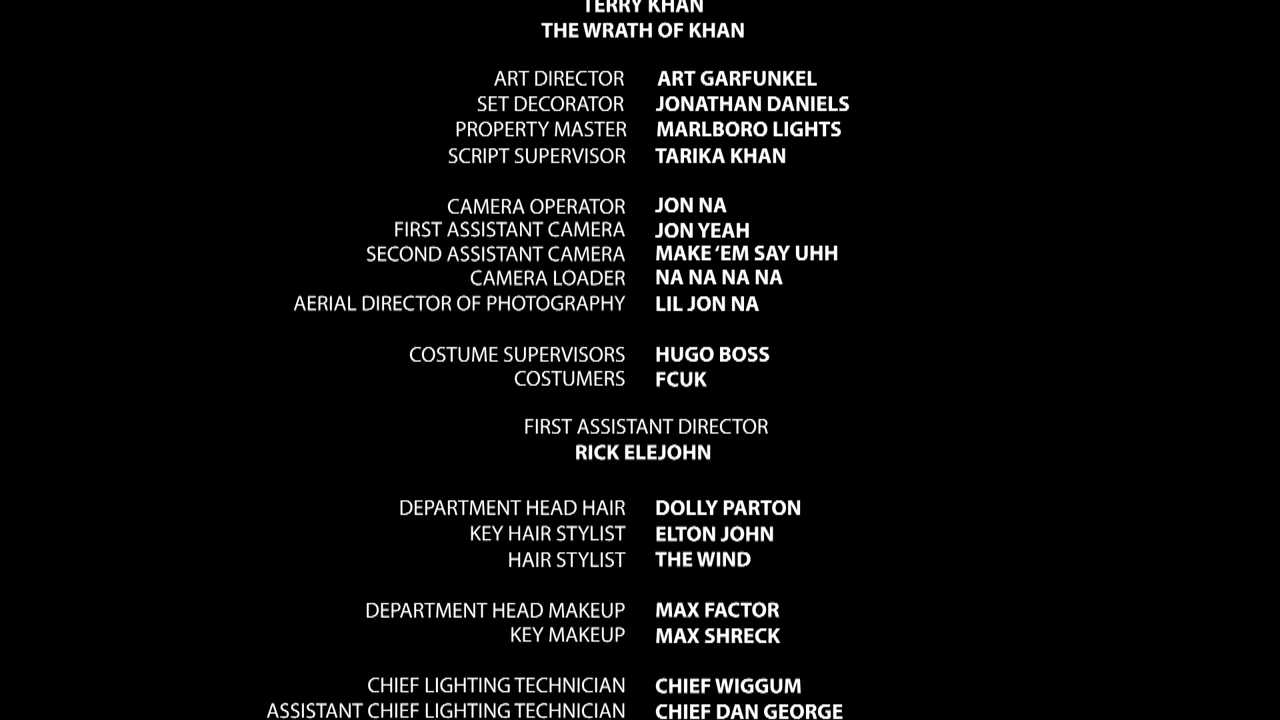 TERRY KHAN
THE WRATH OF KHAN
ART DIRECTOR ART GARFUNKEL
SET DECORATOR JONATHAN DANIELS
PROPERTY MASTER MARLBORO LIGHTS
SCRIPT SUPERVISOR TARIKA KHAN
CAMERA OPERATOR JON NA
FIRST ASSISTANT CAMERA JON YEAH
SECOND ASSISTANT CAMERA MAKE ‘EM SAY UHH
CAMERA LOADER NA NA NA NA
AERIAL DIRECTOR OF PHOTOGRAPHY LIL JON NA
COSTUME SUPERVISORS HUGO BOSS
COSTUMERS FCUK
FIRST ASSISTANT DIRECTOR
RICK ELEJOHN
DEPARTMENT HEAD HAIR DOLLY PARTON
KEY HAIR STYLIST ELTON JOHN
HAIR STYLIST THE WIND
DEPARTMENT HEAD MAKEUP MAX FACTOR
KEY MAKEUP MAX SHRECK
CHIEF LIGHTING TECHNICIAN CHIEF WIGGUM
ASSISTANT CHIEF LIGHTING TECHNICIAN CHIEF DAN GEORGE